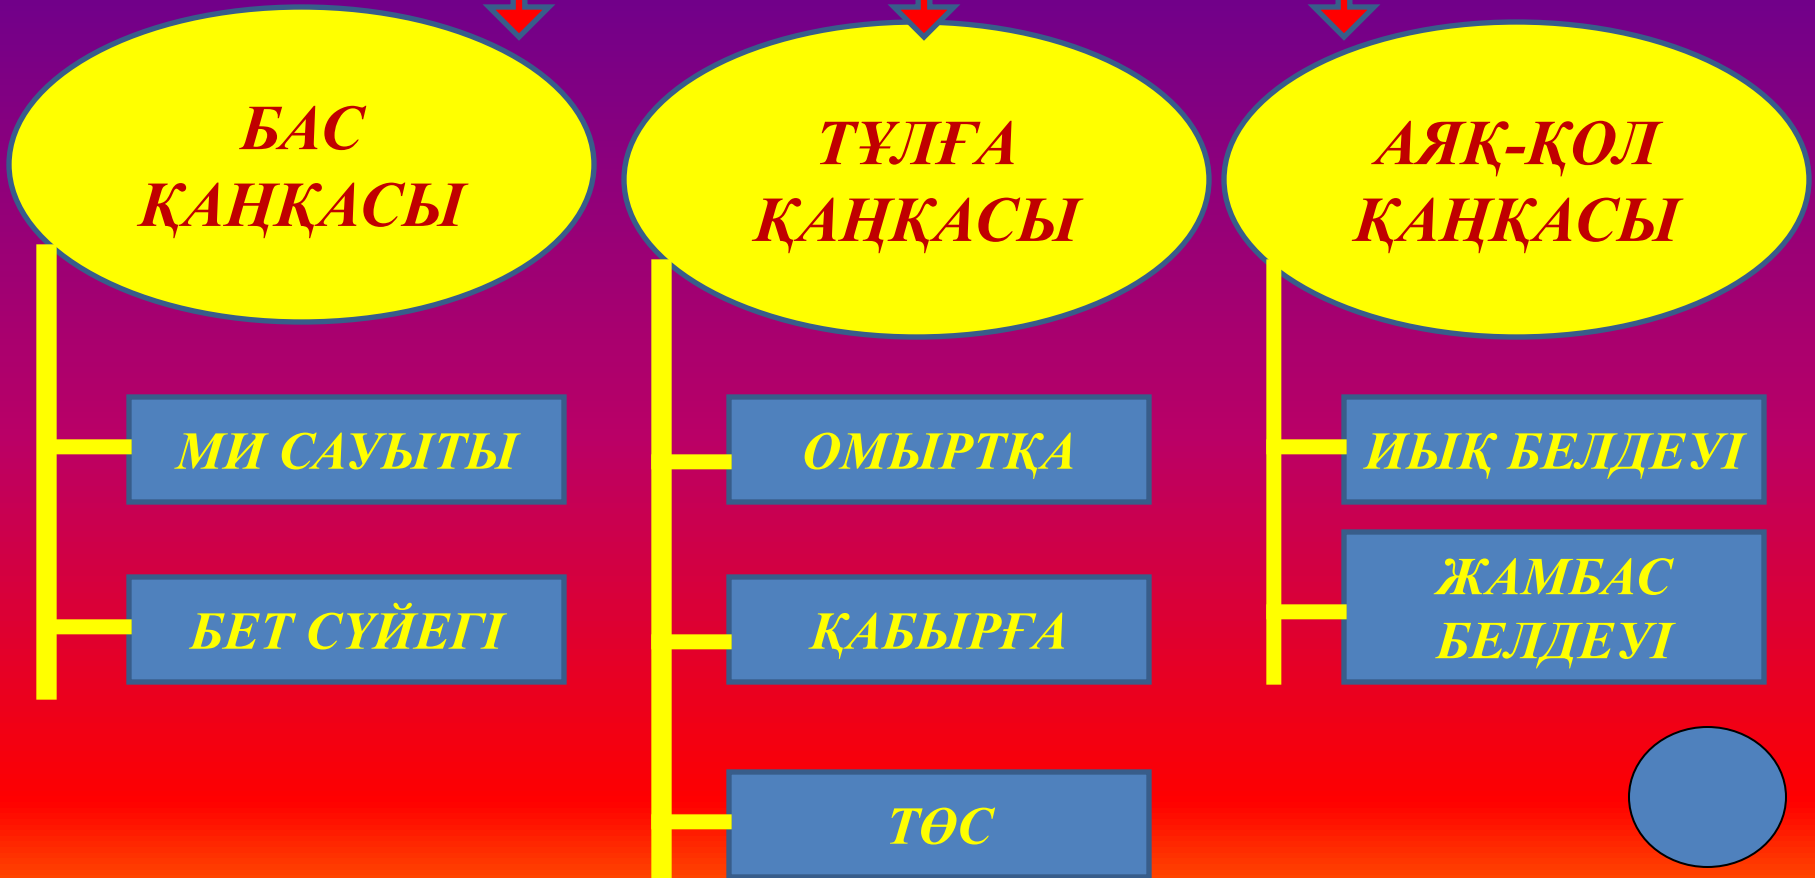 БАС
ҚАҢҚАСЫ
МИ САУЫТЫ
БЕТ СҮЙЕГІ
ТҰЛҒА
ҚАҢҚАСЫ
ОМЫРТҚА
ҚАБЫРҒА
ТӨС
АЯҚ-ҚОЛ
ҚАҢҚАСЫ
ИЫҚ БЕЛДЕУІ
ЖАМБАС
БЕЛДЕУІ